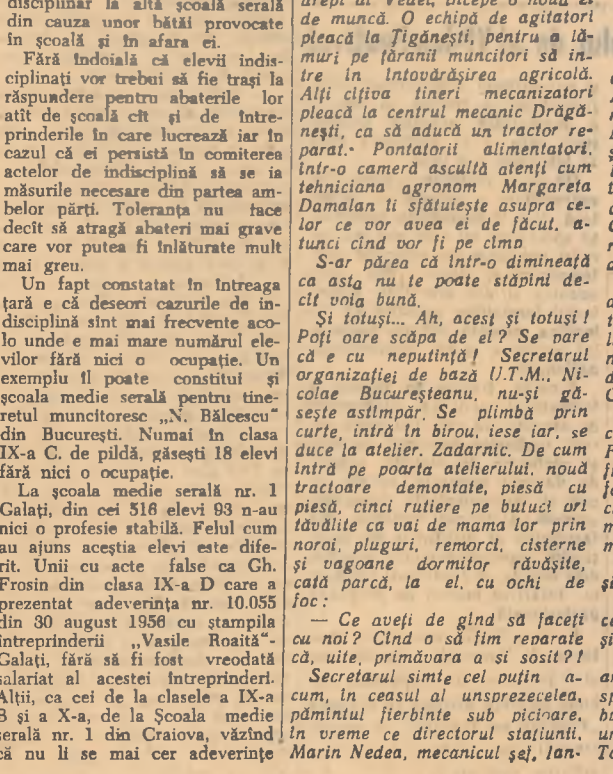 disciplinar la altă școală serală
din cauza unor bătăi provocate
în școală și în afara ei.
Fără îndoială că elevii indis-
ciplinați vor trebui să fie trași la
răspundere pentru abaterile lor
atît de școală cît și de între-
prinderile în care lucrează iar în
cazul că ei persistă în comiterea
actelor de indisciplină să se ia
măsurile necesare din partea am-
belor părți. Toleranța nu face
decît să atragă abateri mai grave
care vor putea fi înlăturate mult
mai greu.
Un fapt constatat în întreaga
țară e că deseori cazurile de in-
disciplină sînt mai frecvente aco-
lo unde e mai mare numărul ele-
vilor fără nici o ocupație. Un
exemplu îl poate constitui și
școala medie serală pentru tine-
retul muncitoresc „N. Bălcescu"
din București. Numai în clasa
IX-a C. de pildă, găsești 18 elevi
fără nici o ocupație.
La școala medie serală nr. 1
Galați, din cei 516 elevi 93 n-au
nici o profesie stabilă. Felul cum
au ajuns aceștia elevi este dife-
rit. Unii cu acte false ca Gh.
Frosin din clasa IX-a D care a
prezentat adeverința nr. 10.055
din 30 august 1956 cu ștampila
întreprinderii „Vasile Roaită"-
Galați, fără să fi fost vreodată
salariat al acestei întreprinderi.
Alții, ca cei de la clasele a IX-a
B și a X-a, de la Școala medie
serală nr. 1 din Craiova, văzînd
că nu li se mai cer adeverințe
de muncă. O echipă de agitatori
pleacă la Țigănești, pentru a lă-
muri pe țăranii muncitori să in-
tre în întovărășirea agricolă.
Alți cîțiva tineri mecanizatori
pleacă la centrul mecanic Drăgă-
nești, ca să aducă un tractor re-
parat. Pontatorii alimentatori,
într-o cameră ascultă atenți cum
tehniciana agronom Margareta
Damalan îi sfătuiește asupra ce-
lor ce vor avea ei de făcut, a-
tunci cînd vor fi pe cîmp
S-ar părea că într-o dimineață
ca asta nu te poate stăpîni de-
cît voia bună.
Și totuși... Ah, acest și totuși!
Poți oare scăpa de el? Se pare
că e cu neputință! Secretarul
organizației de bază U.T.M., Ni-
colae Bucureșteanu, nu-și gă-
sește astîmpăr. Se plimbă prin
curte, intră în birou, iese iar, se
duce la atelier. Zadarnic. De cum
intră pe poarta atelierului, nouă
tractoare demontate, piesă cu
piesă, cinci rutiere pe butuci ori
tăvălite ca vai de mama lor prin
noroi, pluguri, remorci, cisterne
și vagoane dormitor răvășite,
cată parcă, la el, cu ochi de
foc:
— Ce aveți de gînd să faceți
cu noi? Cînd o să fim reparate
că, uite, primăvara a și sosit?!
Secretarul simte cel puțin a-
cum, în ceasul al unsprezecelea,
pămîntul fierbinte sub picioare,
în vreme ce directorul stațiunii,
Marin Nedea, mecanicul șef, Ian-